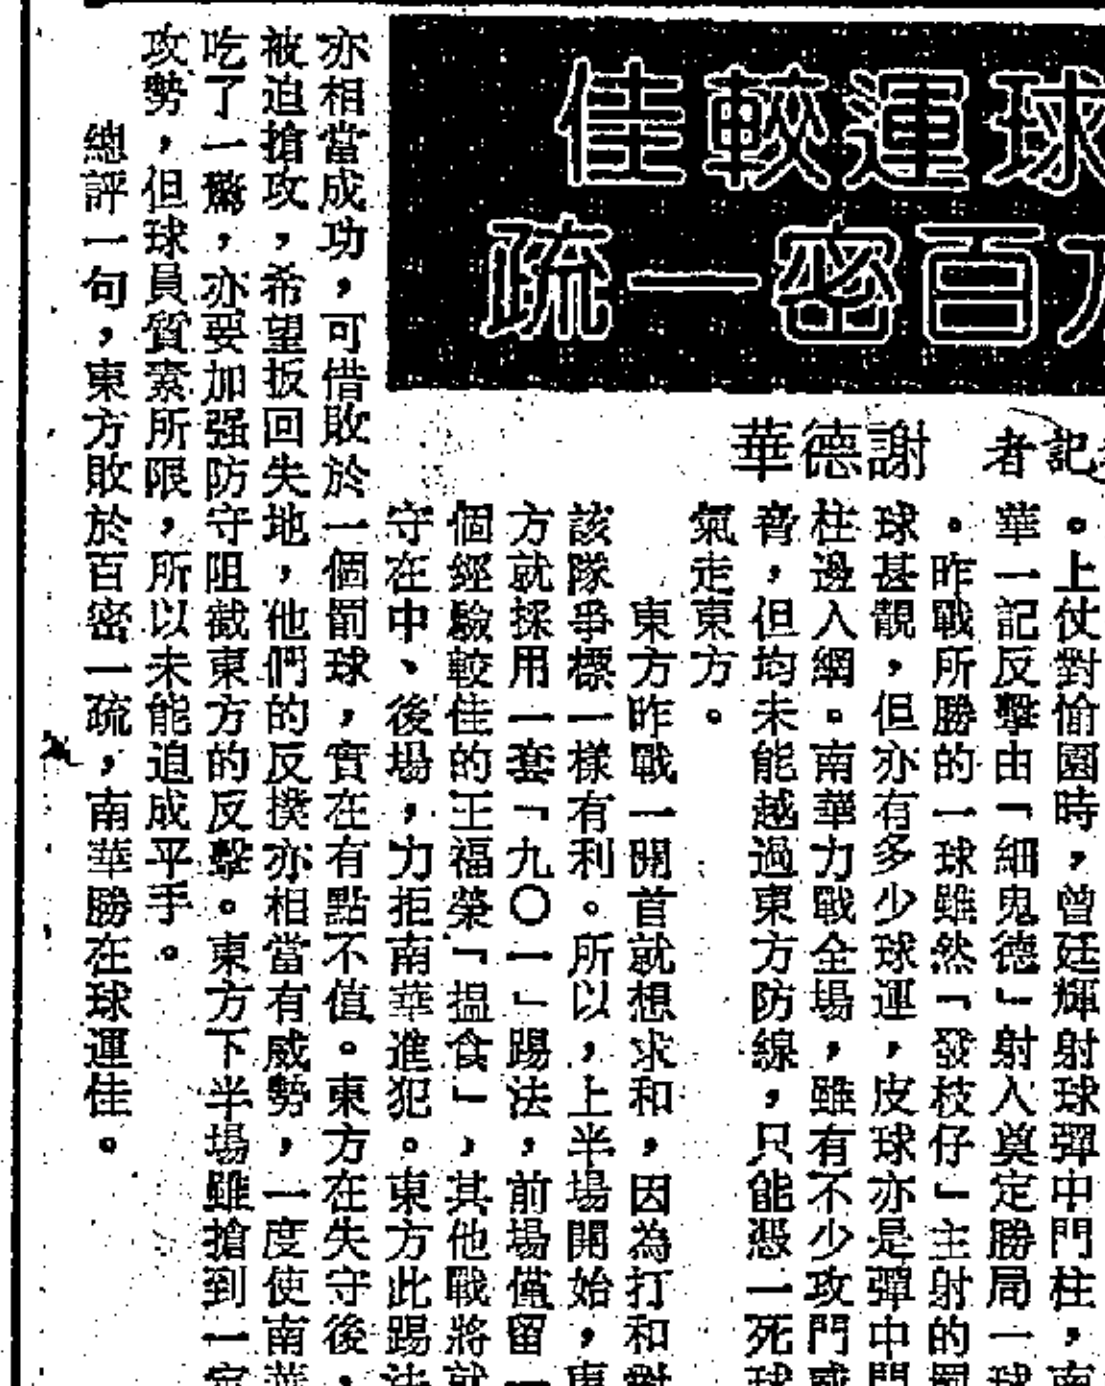 球運較佳
百密一疏
記者 謝德華
。上仗對愉園時，曾廷輝射球彈中門柱，南
華一記反擊由「細鬼德」射入奠定勝局一球
。昨戰所勝的一球雖然「發枝仔」主射的罰
球甚靚，但亦有多少球運，皮球亦是彈中門
柱邊入網。南華力戰全場，雖有不少攻門
，但均未能越過東方防線，只能憑一死球
氣走東方。
東方昨戰一開首就想求和，因為打和對
該隊爭標一樣有利。所以，上半場開始，東
方就採用一套「九〇一」踢法，前場僅留一
個經驗較佳的王福榮「搵食」，其他戰將就
守在中、後場，力拒南華進犯。東方此踢法
亦相當成功，可借敗於一個罰球，實在有點不值。東方在失守後，
被迫搶攻，希望扳回失地，他們的反撲亦相當有威勢，一度使南華
吃了一驚，亦要加强防守阻截東方的反擊。東方下半場雖搶到一定
攻勢，但球員質素所限，所以未能迫成平手。
總評一句，東方敗於百密一疏，南華勝在球運佳。